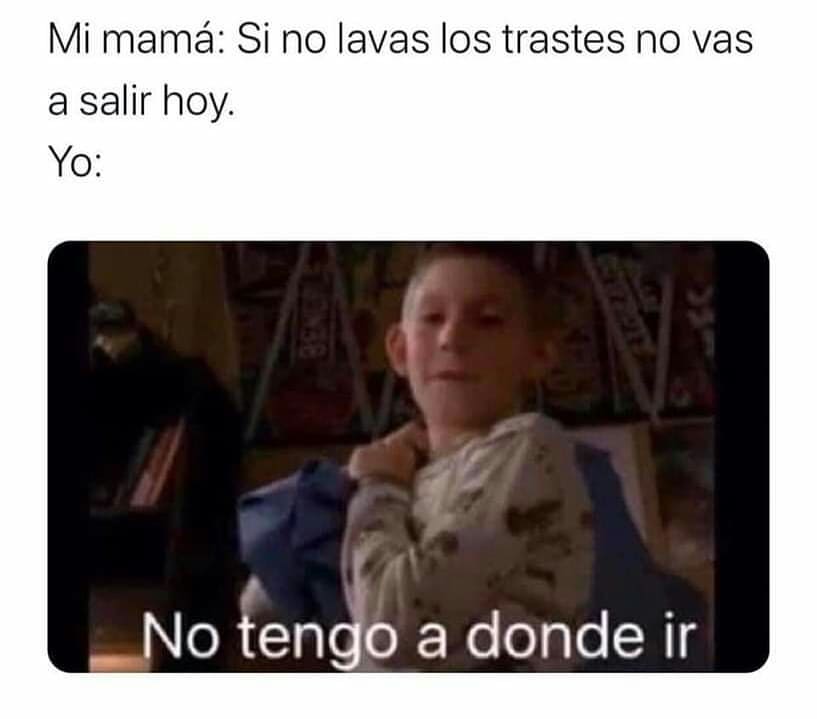 Mi mamá: Si no lavas los trastes no vas
a salir hoy.
Yo:
No tengo a donde ir